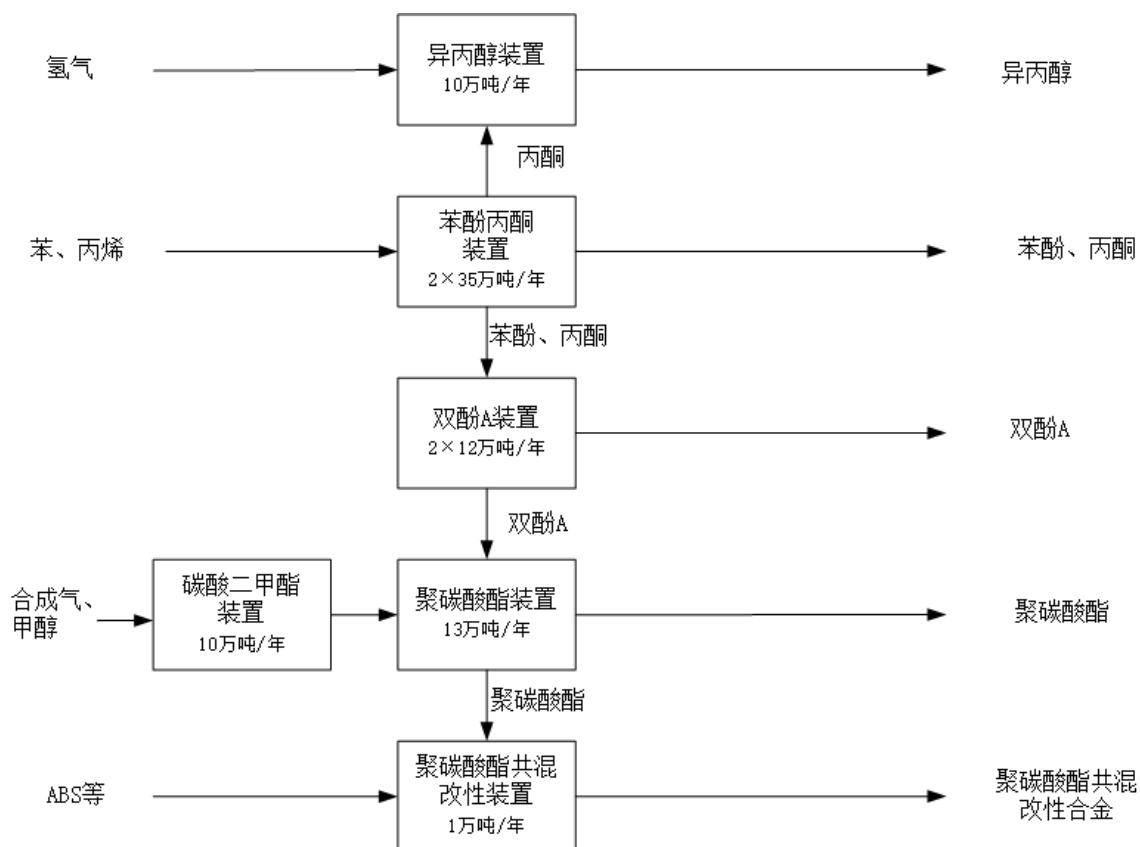 氢气
异丙醇装置
10万吨/年
异丙醇
丙酮
苯、丙烯
苯酚丙酮
装置
2×35万吨/年
苯酚、丙酮
苯酚、丙酮
双酚A装置
2×12万吨/年
双酚A
双酚A
合成气、
甲醇
碳酸二甲酯
装置
10万吨/年
聚碳酸酯装置
13万吨/年
聚碳酸酯
聚碳酸酯
ABS等
聚碳酸酯共混
改性装置
1万吨/年
聚碳酸酯共混
改性合金